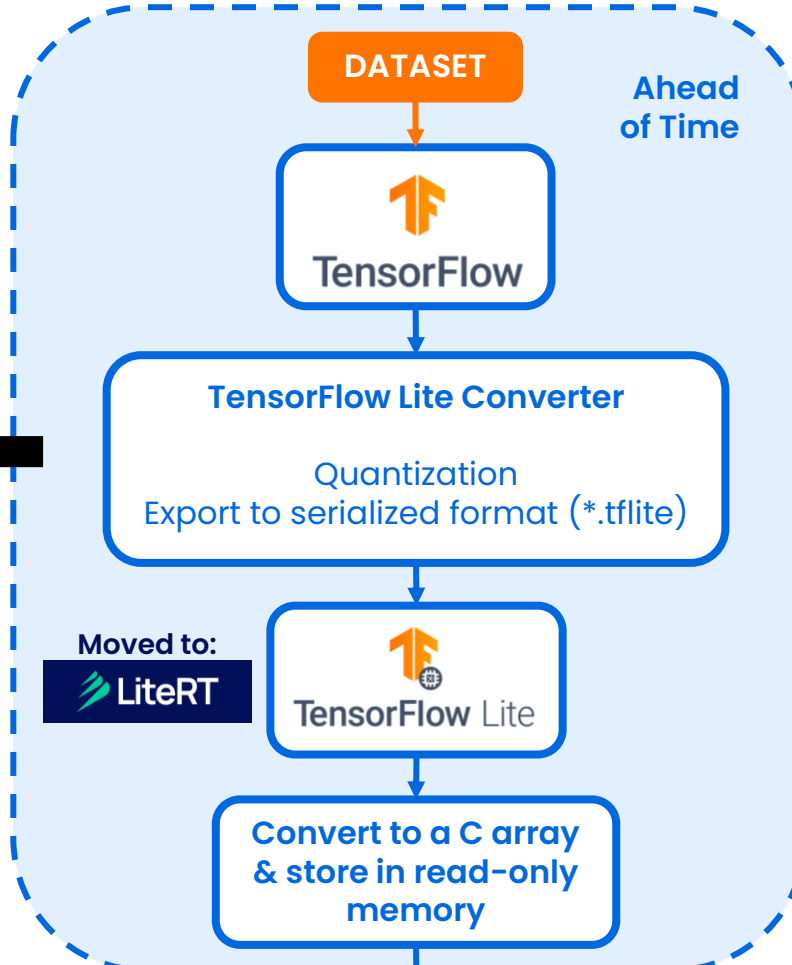 DATASET
Ahead
of Time
TensorFlow
TensorFlow Lite Converter
Quantization
Export to serialized format (*.tflite)
Moved to:
LiteRT
TensorFlow Lite
Convert to a C array
& store in read-only
memory